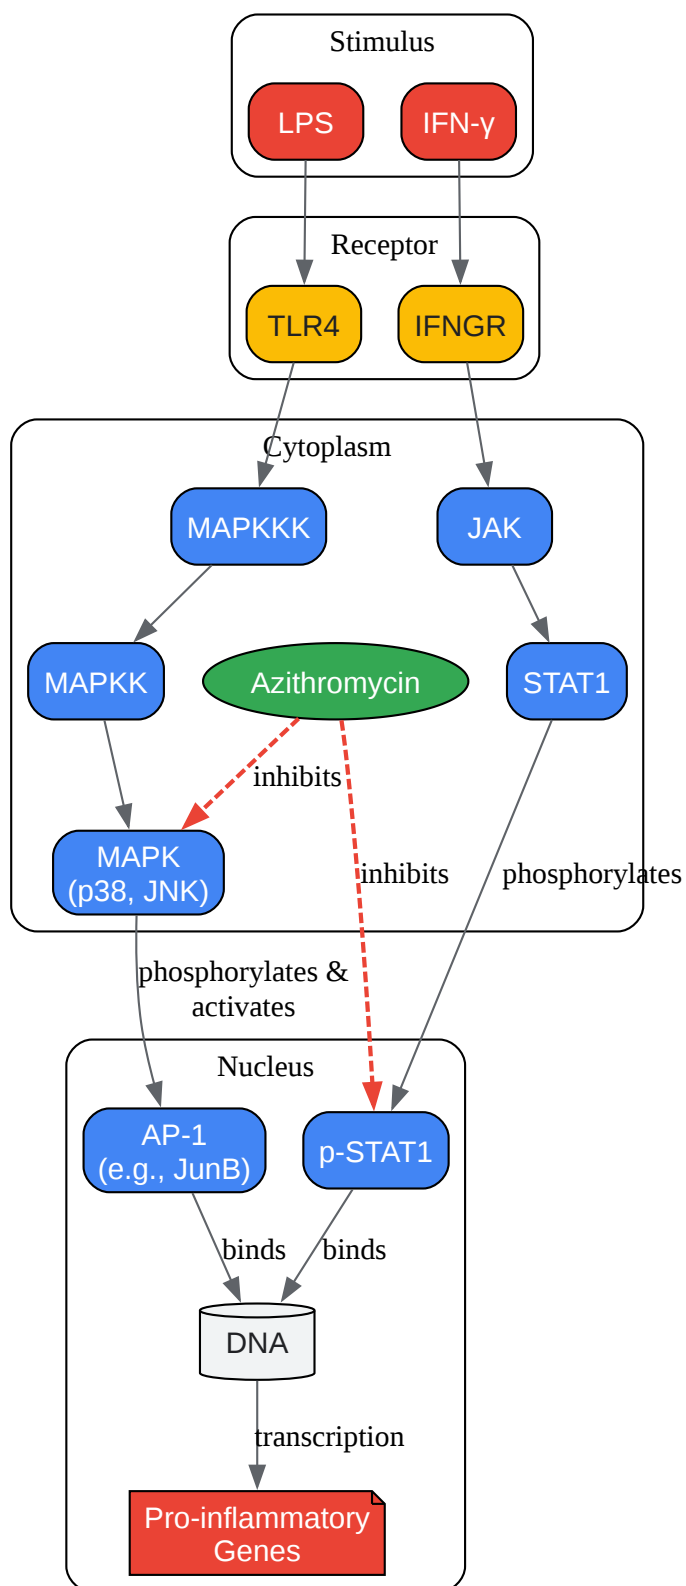 Stimulus
LPS
IFN-γ
Receptor
TLR4
IFNGR
Cytoplasm
MAPKKK
JAK
MAPKK
Azithromycin
STAT1
inhibits
MAPK
(p38, JNK)
inhibits
phosphorylates
phosphorylates &
activates
Nucleus
AP-1
(e.g., JunB)
p-STAT1
binds
binds
DNA
transcription
Pro-inflammatory
Genes